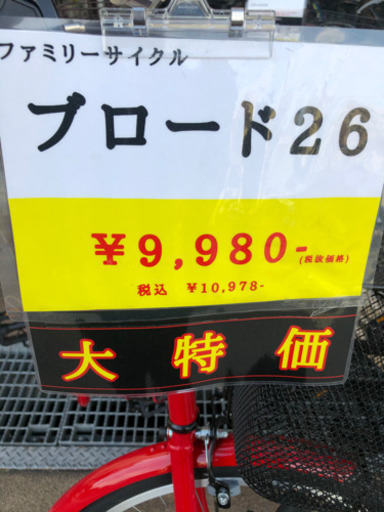 ファミリーサイクル
ブロード26
¥9,980-(税抜価格)
税込 ¥10,978-
大特価